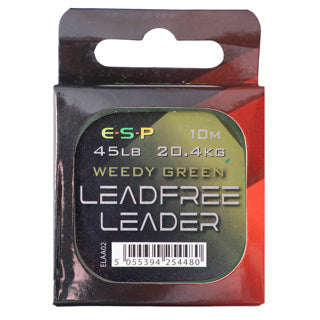 E·S·P 10M
45LB 20.4KG
WEEDY GREEN
LEADFREE
LEADER
ELAA02
5 055394 254480